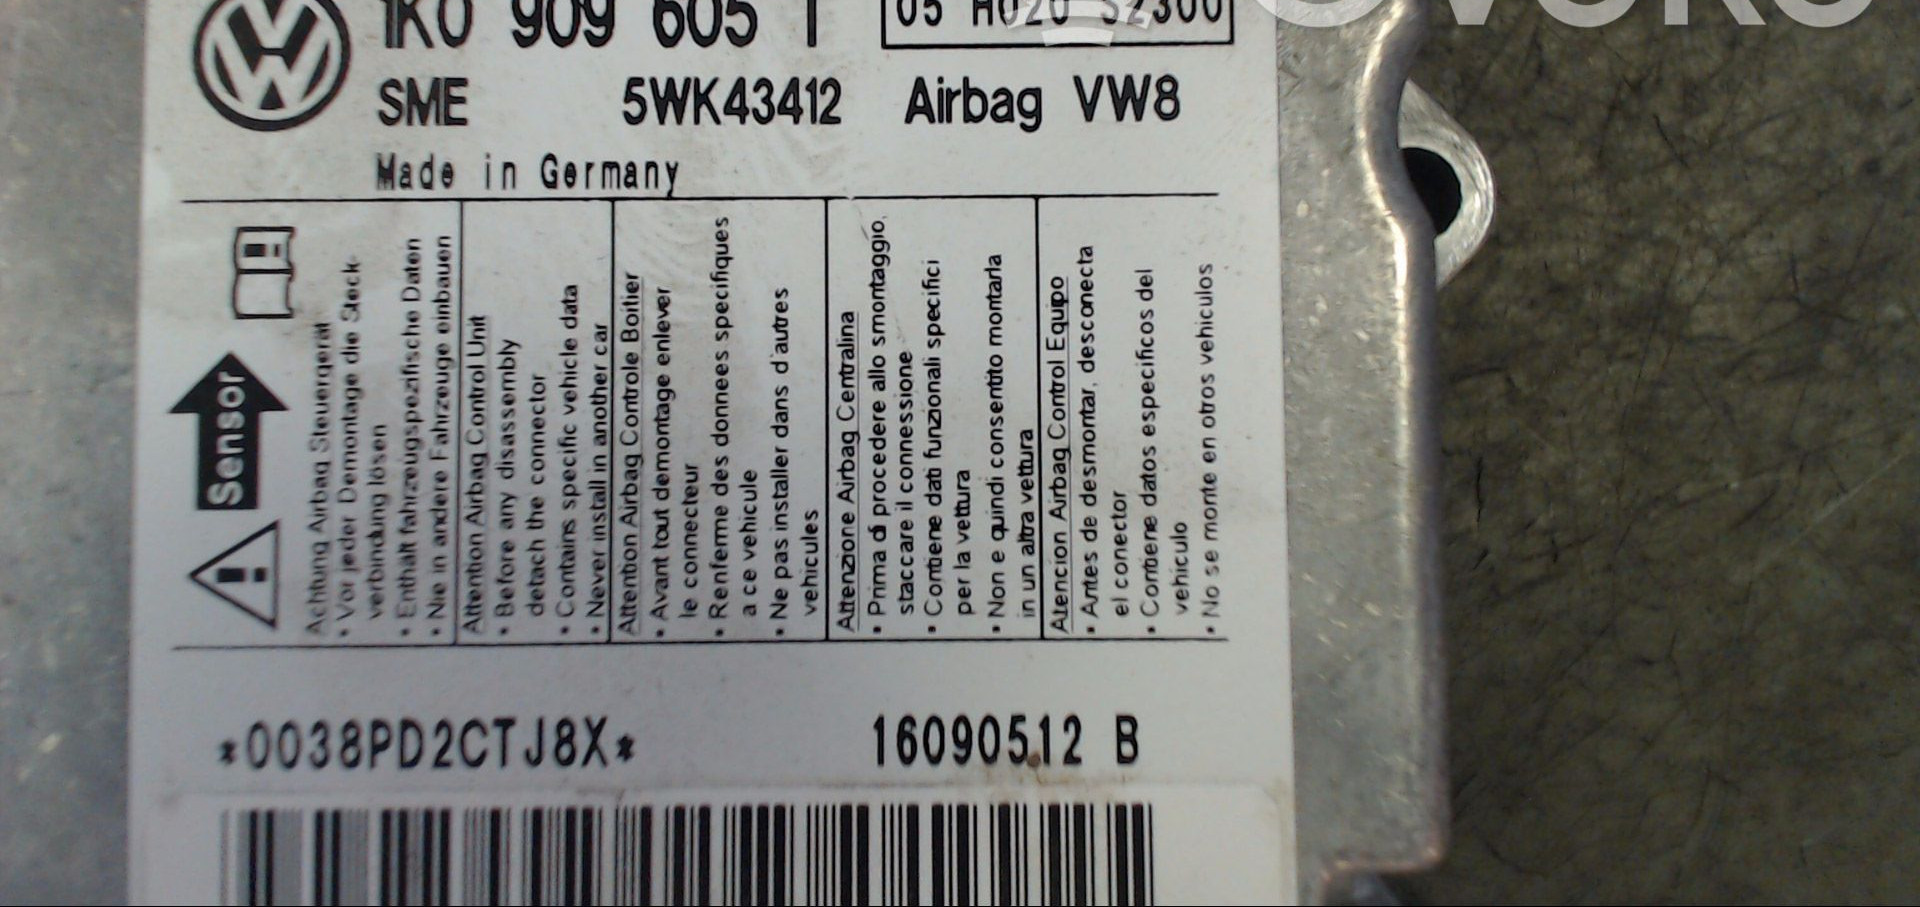 1K0 909 605 T
05 H020 S2300
SME 5WK43412 Airbag VW8
Made in Germany
Sensor
Achtung Airbag Steuergerät
• Vor jeder Demontage die Steck-
verbindung lösen
• Enthält fahrzeugspezifische Daten
• Nie in andere Fahrzeuge einbauen
Attention Airbag Control Unit
• Before any disassembly
detach the connector
• Contains specific vehicle data
• Never install in another car
Attention Airbag Controle Boitier
• Avant tout demontage enlever
le connecteur
• Renferme des donnees specifiques
a ce vehicule
• Ne pas installer dans d'autres
vehicules
Attenzione Airbag Centralina
• Prima di procedere allo smontaggio,
staccare il connessione
• Contiene dati funzionali specifici
per la vettura
• Non e quindi consentito montarla
in un altra vettura
Atencion Airbag Control Equipo
• Antes de desmontar, desconecta
el conector
• Contiene datos especificos del
vehiculo
• No se monte en otros vehiculos
*0038PD2CTJ8X* 16090512 B